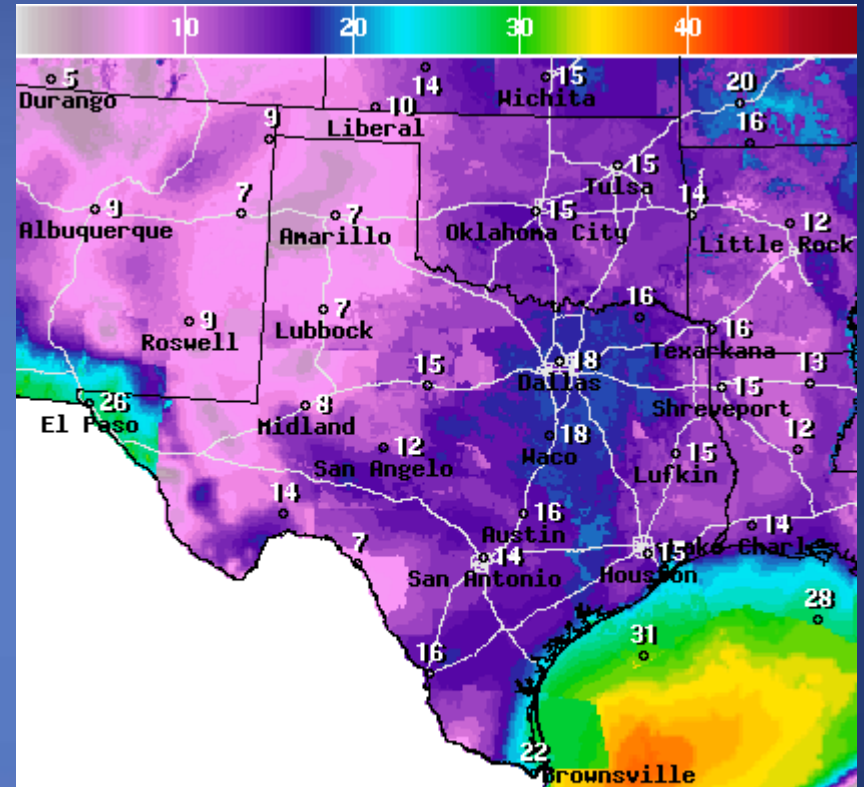 10 20 30 40
5
Durango
14
15
Wichita
20
10
Liberal
9
16
15
Tulsa
9
Albuquerque
7
7
Amarillo
15
Oklahoma City
14
12
Little Rock
9
Roswell
7
Lubbock
16
16
Texarkana
18
Dallas
15
15
Shreveport
13
26
El Paso
8
Midland
12
San Angelo
18
Waco
15
Lufkin
12
14
16
Austin
14
Lake Charles
7
14
San Antonio
15
Houston
28
31
16
22
Brownsville